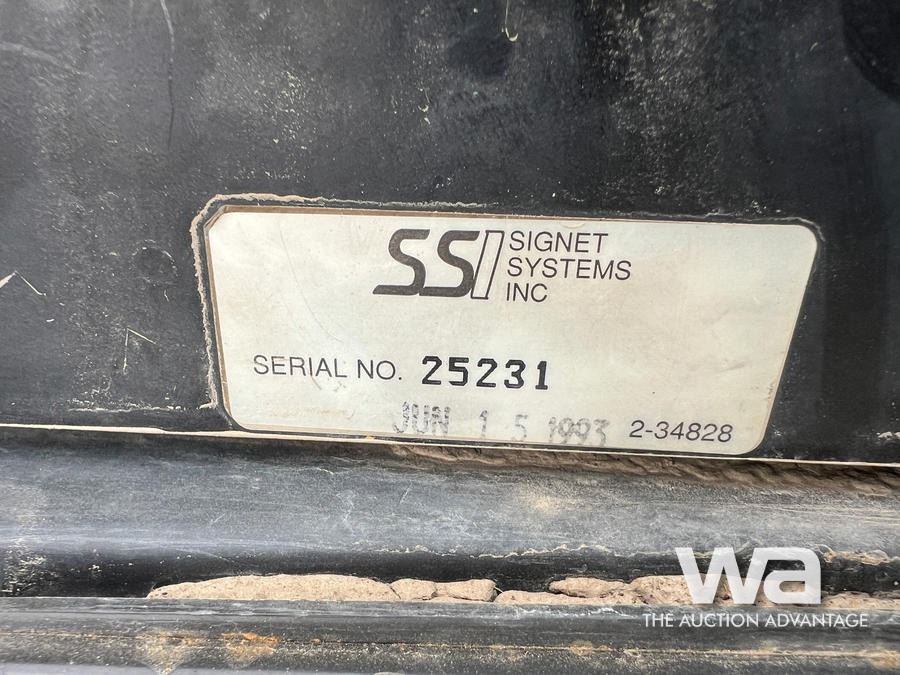 SSI
SIGNET
SYSTEMS
INC
SERIAL NO. 25231
JUN 15 1993 2-34828
wa
THE AUCTION ADVANTAGE